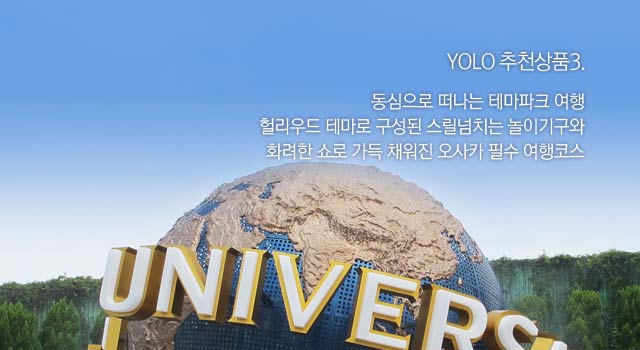 YOLO 추천상품3.
동심으로 떠나는 테마파크 여행
헐리우드 테마로 구성된 스릴넘치는 놀이기구와
화려한 쇼로 가득 채워진 오사카 필수 여행코스
UNIVERS